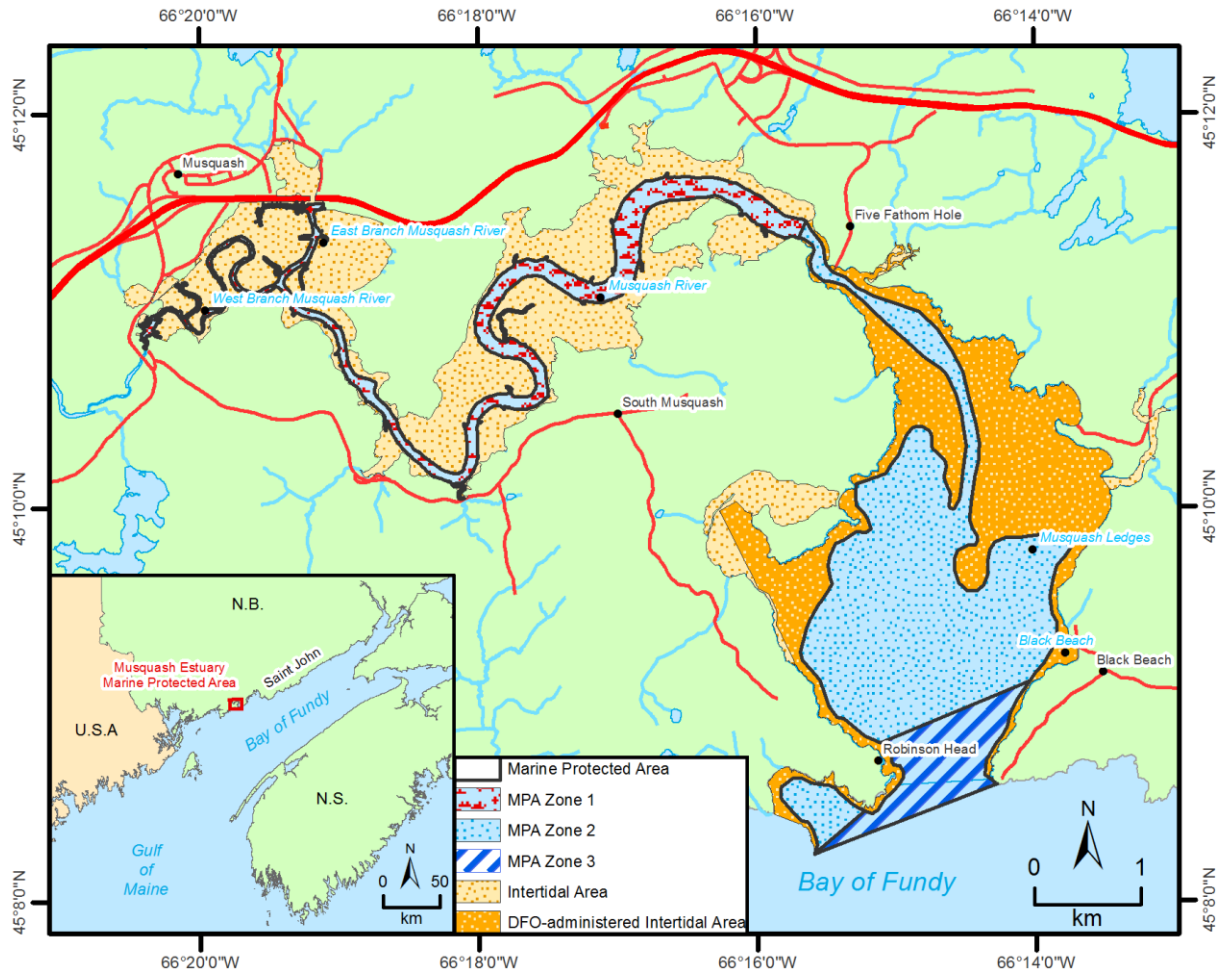 66°20'0"W
66°18'0"W
66°16'0"W
66°14'0"W
45°12'0"N
45°12'0"N
Musquash
Five Fathom Hole
East Branch Musquash River
Musquash River
West Branch Musquash River
South Musquash
45°10'0"N
45°10'0"N
Musquash Ledges
Black Beach
Black Beach
Robinson Head
N.B.
Musquash Estuary
Marine Protected Area
Saint John
Bay of Fundy
U.S.A
N.S.
Gulf
of
Maine
N
0 50
km
Marine Protected Area
MPA Zone 1
MPA Zone 2
MPA Zone 3
Intertidal Area
DFO-administered Intertidal Area
N
0 1
km
Bay of Fundy
45°8'0"N
45°8'0"N
66°20'0"W
66°18'0"W
66°16'0"W
66°14'0"W